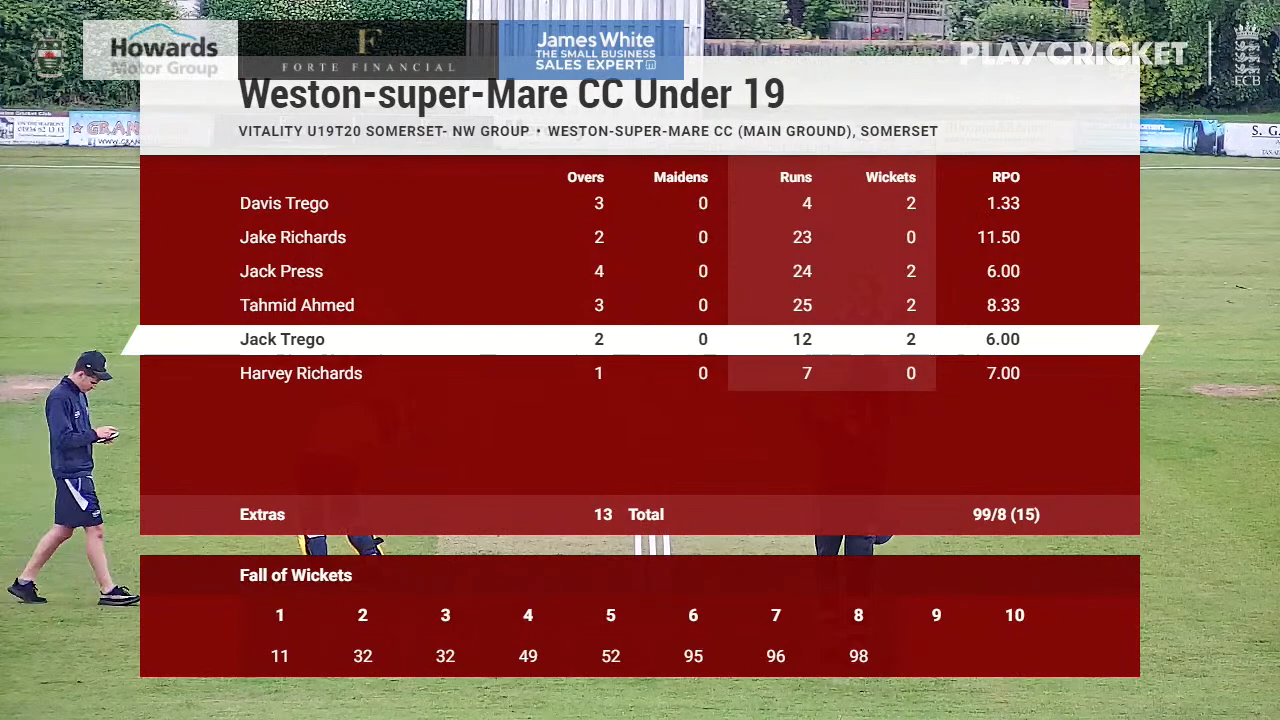 Howards
Motor Group
F
FORTE FINANCIAL
James White
THE SMALL BUSINESS
SALES EXPERT
PLAY-CRICKET
ECB
Weston-super-Mare CC Under 19
VITALITY U19T20 SOMERSET- NW GROUP • WESTON-SUPER-MARE CC (MAIN GROUND), SOMERSET
Overs Maidens Runs Wickets RPO
Davis Trego 3 0 4 2 1.33
Jake Richards 2 0 23 0 11.50
Jack Press 4 0 24 2 6.00
Tahmid Ahmed 3 0 25 2 8.33
Jack Trego 2 0 12 2 6.00
Harvey Richards 1 0 7 0 7.00
Extras 13 Total 99/8 (15)
Fall of Wickets
1 2 3 4 5 6 7 8 9 10
11 32 32 49 52 95 96 98